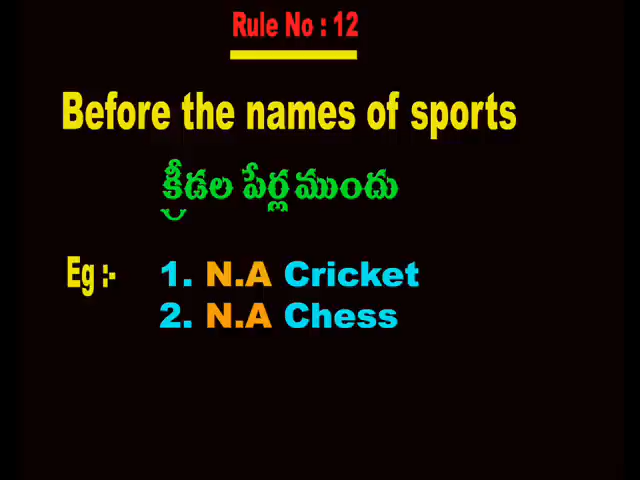 Rule No : 12
Before the names of sports
క్రీడల పేర్ల ముందు
Eg :- 1. N.A Cricket
2. N.A Chess